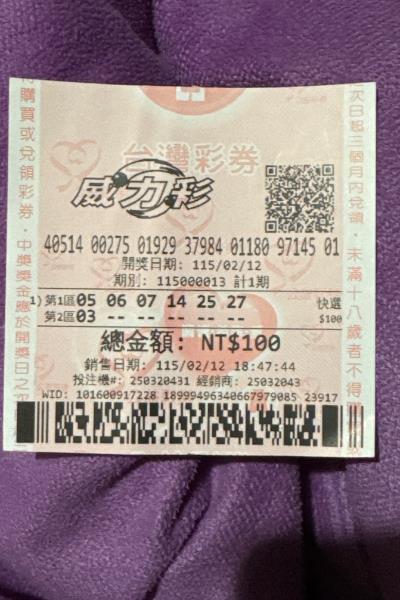 台灣彩券
威力彩
40514 00275 01929 37984 01180 97145 01
開獎日期: 115/02/12
期別: 115000013 計1期
1) 第1區 05 06 07 14 25 27 快選
第2區 03 -- -- -- -- -- $100
總金額: NT$100
銷售日期: 115/02/12 18:47:44
投注機#: 250320431 經銷商: 25032043
WID: 101600917228 18999496340667979085 23917
購買或兌領彩券。中獎獎金應於開獎日之
次日起三個月內兌領。未滿十八歲者不得